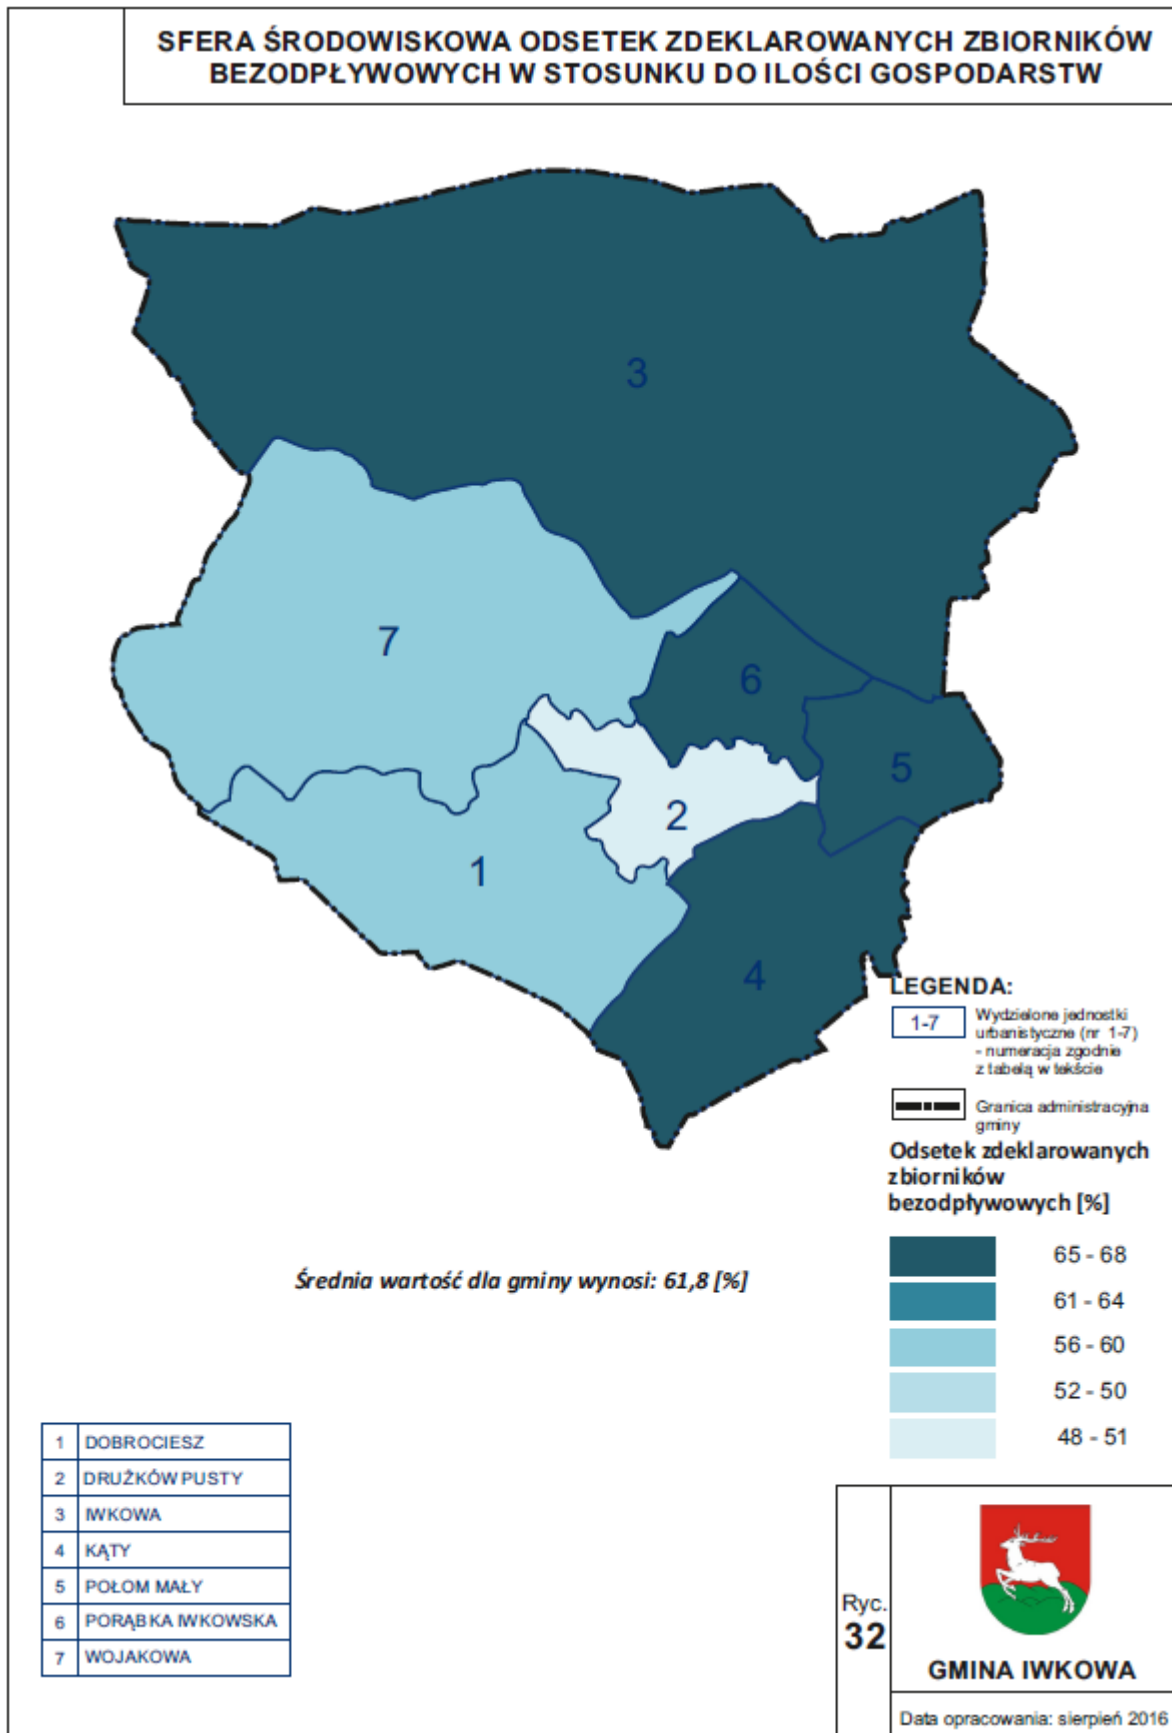 SFERA ŚRODOWISKOWA ODSETEK ZDEKLAROWANYCH ZBIORNIKÓW
BEZODPŁYWOWYCH W STOSUNKU DO ILOŚCI GOSPODARSTW
3
7
6
5
2
1
4
LEGENDA:
1-7
Wydzielone jednostki
urbanistyczne (nr 1-7)
- numeracja zgodnie
z tabelą w tekście
Granica administracyjna
gminy
Odsetek zdeklarowanych
zbiorników
bezodpływowych [%]
65 - 68
61 - 64
56 - 60
52 - 50
48 - 51
Średnia wartość dla gminy wynosi: 61,8 [%]
1 DOBROCIESZ
2 DRUŻKÓW PUSTY
3 IWKOWA
4 KĄTY
5 POŁOM MAŁY
6 PORĄBKA IWKOWSKA
7 WOJAKOWA
Ryc.
32
GMINA IWKOWA
Data opracowania: sierpień 2016